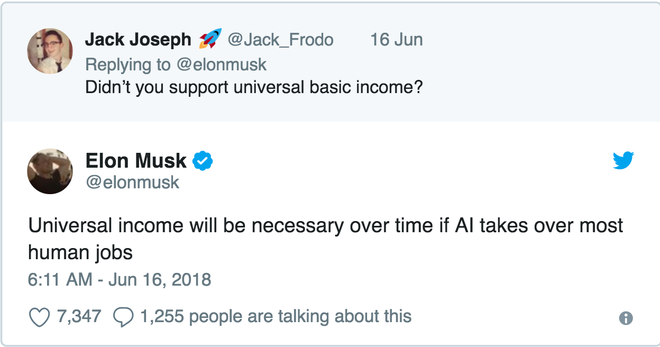 Jack Joseph 🚀 @Jack_Frodo 16 Jun
Replying to @elonmusk
Didn't you support universal basic income?
Elon Musk
@elonmusk
Universal income will be necessary over time if AI takes over most
human jobs
6:11 AM - Jun 16, 2018
7,347 1,255 people are talking about this